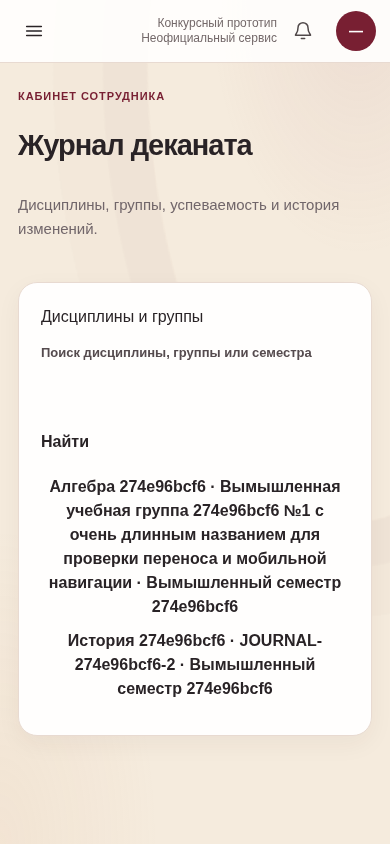 Конкурсный прототип
Неофициальный сервис
—
КАБИНЕТ СОТРУДНИКА
Журнал деканата
Дисциплины, группы, успеваемость и история
изменений.
Дисциплины и группы
Поиск дисциплины, группы или семестра
Найти
Алгебра 274e96bcf6 · Вымышленная
учебная группа 274e96bcf6 №1 с
очень длинным названием для
проверки переноса и мобильной
навигации · Вымышленный семестр
274e96bcf6
История 274e96bcf6 · JOURNAL-
274e96bcf6-2 · Вымышленный
семестр 274e96bcf6